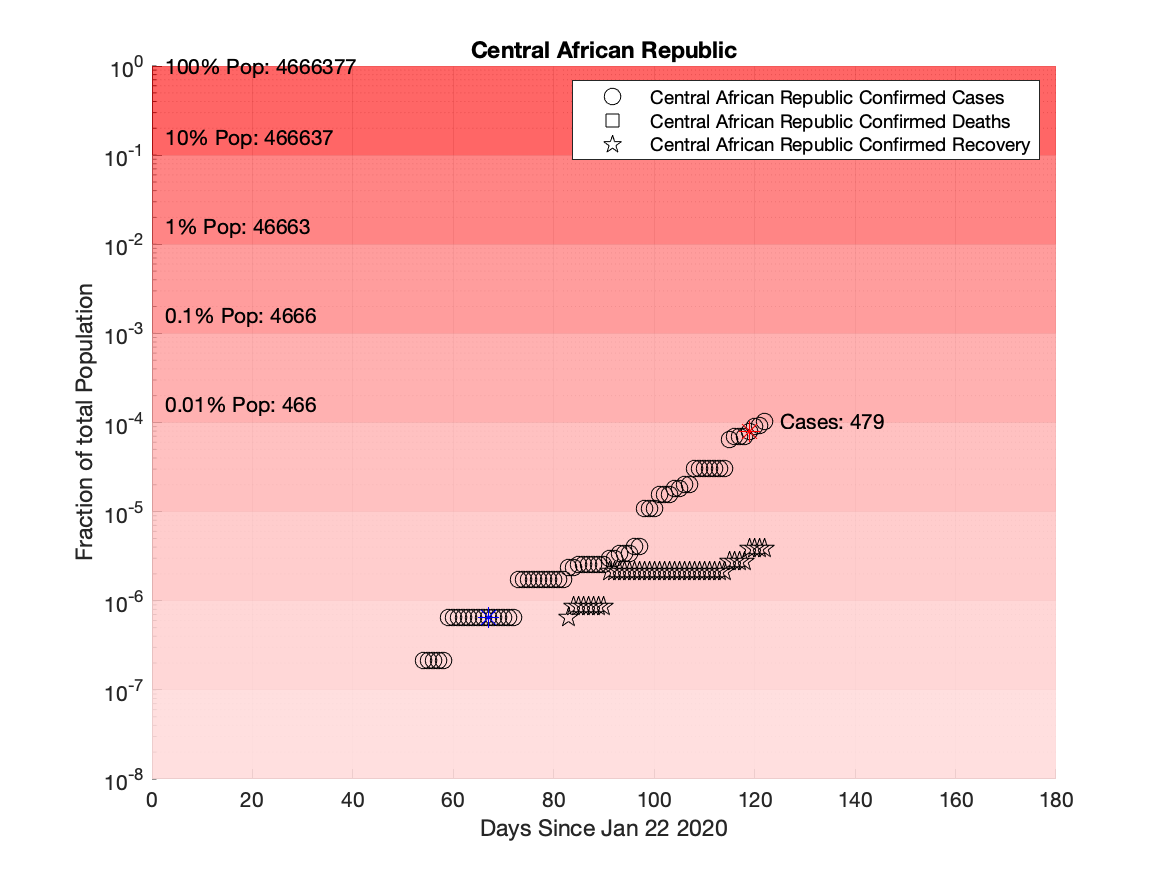 Central African Republic
Central African Republic Confirmed Cases
Central African Republic Confirmed Deaths
Central African Republic Confirmed Recovery
100% Pop: 4666377
10% Pop: 466637
1% Pop: 46663
0.1% Pop: 4666
0.01% Pop: 466
Cases: 479
Fraction of total Population
10^0
10^-1
10^-2
10^-3
10^-4
10^-5
10^-6
10^-7
10^-8
0 20 40 60 80 100 120 140 160 180
Days Since Jan 22 2020